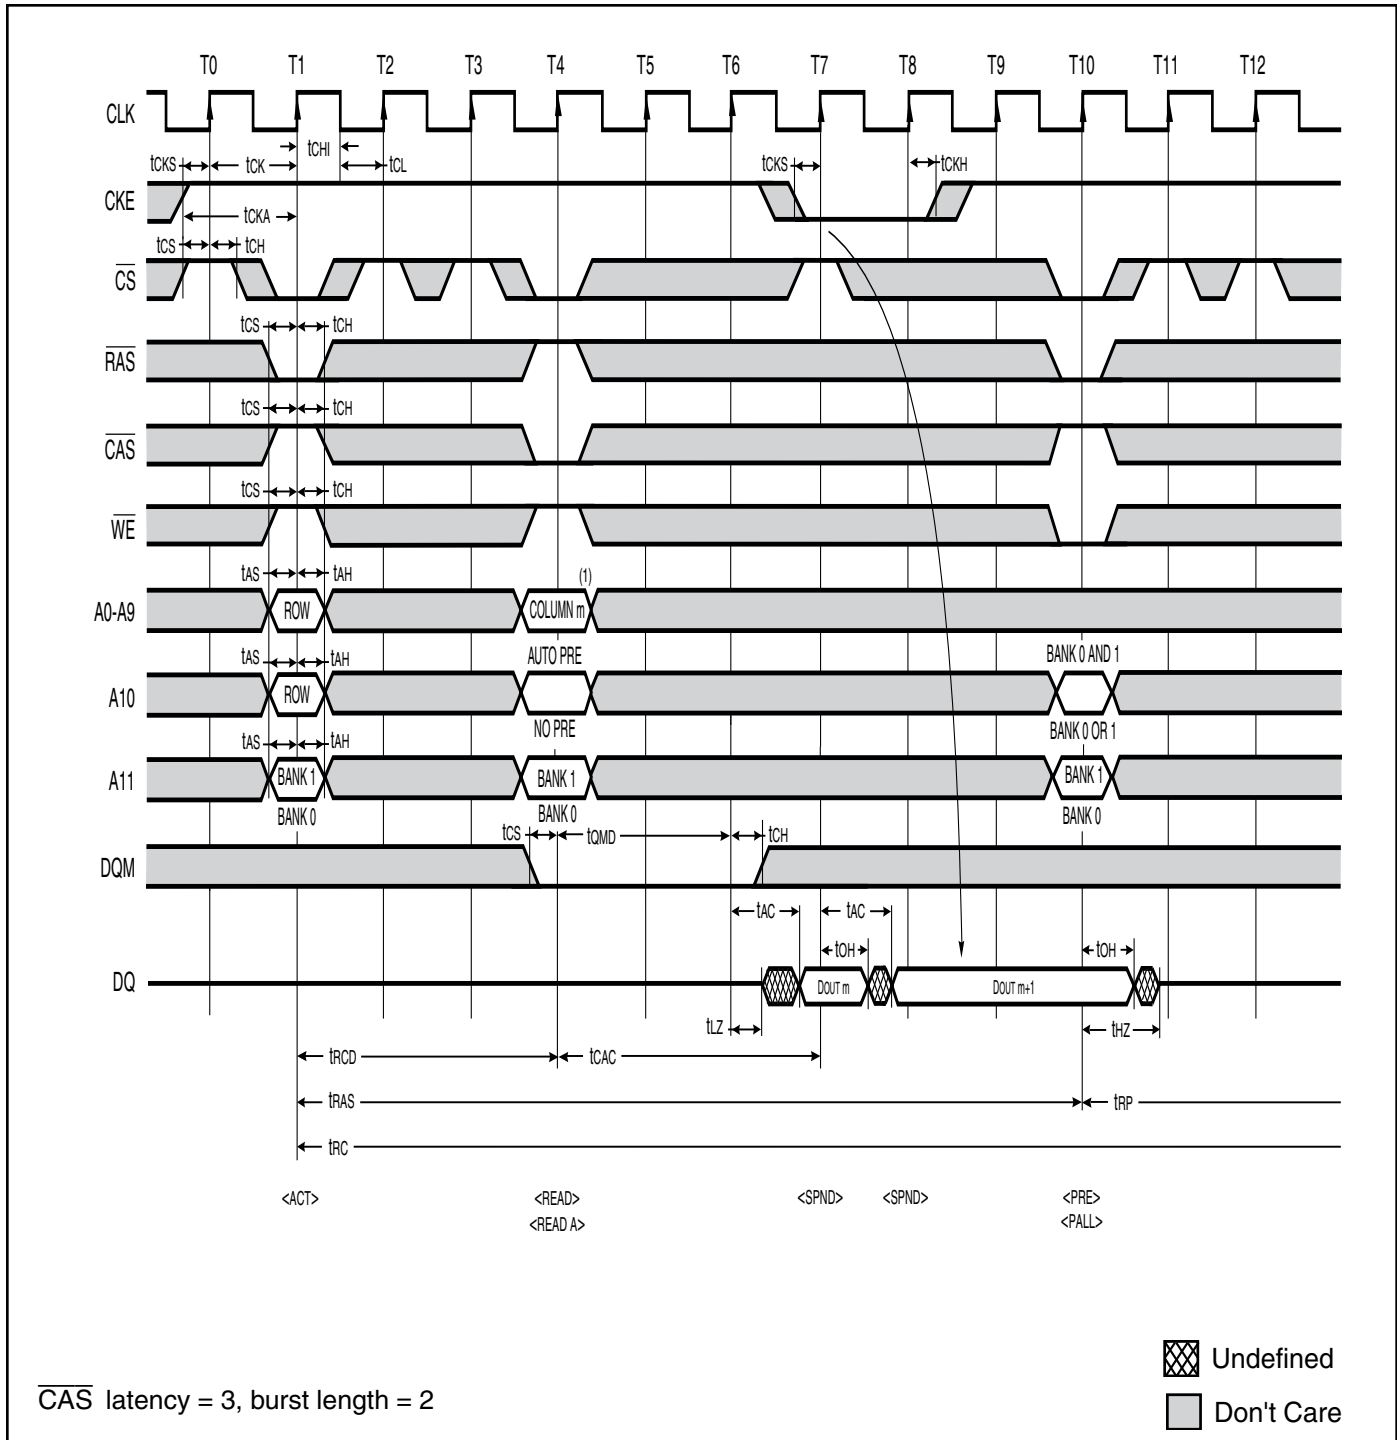 T0 T1 T2 T3 T4 T5 T6 T7 T8 T9 T10 T11 T12
CLK
tCHI
tCKS tCK tCL tCKS tCKH
CKE
tCKA
tCS tCH
CS
tCS tCH
RAS
tCS tCH
CAS
tCS tCH
WE
tAS tAH (1)
A0-A9 ROW COLUMN m
tAS tAH AUTO PRE BANK 0 AND 1
A10 ROW
NO PRE BANK 0 OR 1
tAS tAH
A11 BANK 1 BANK 1 BANK 1
BANK 0 BANK 0 BANK 0
tCS tQMD tCH
DQM
tAC tAC
tOH tOH
DQ DOUT m DOUT m+1
tLZ tHZ
tRCD tCAC
tRAS tRP
tRC
<ACT> <READ> <SPND> <SPND> <PRE>
<READ A> <PALL>
Undefined
CAS latency = 3, burst length = 2
Don't Care